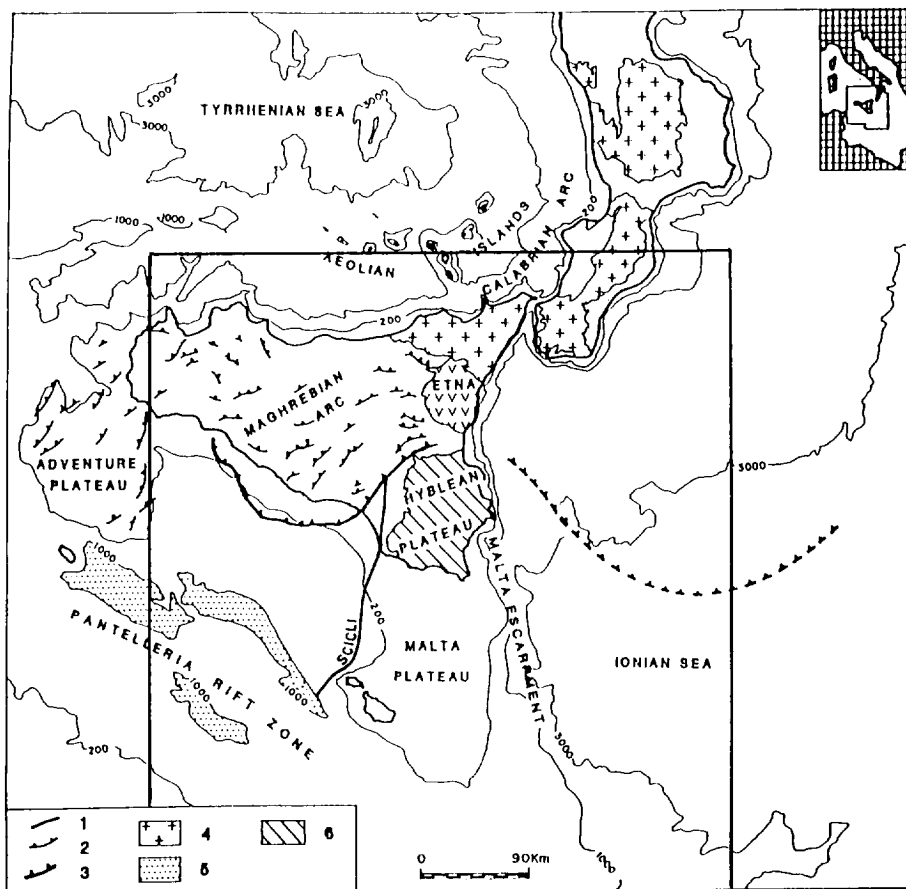 TYRRHENIAN SEA
3000
3000
3000
1000
1000
200
AEOLIAN
ISLANDS
CALABRIAN ARC
200
ETNA
MAGHREBIAN
ARC
ADVENTURE
PLATEAU
HYBLEAN
PLATEAU
3000
1000
PANTELLERIA RIFT ZONE
1000
1000
SCICLI
200
MALTA
PLATEAU
MALTA ESCARPMENT
IONIAN SEA
200
3000
1000
1
2
3
4
5
6
0 90Km